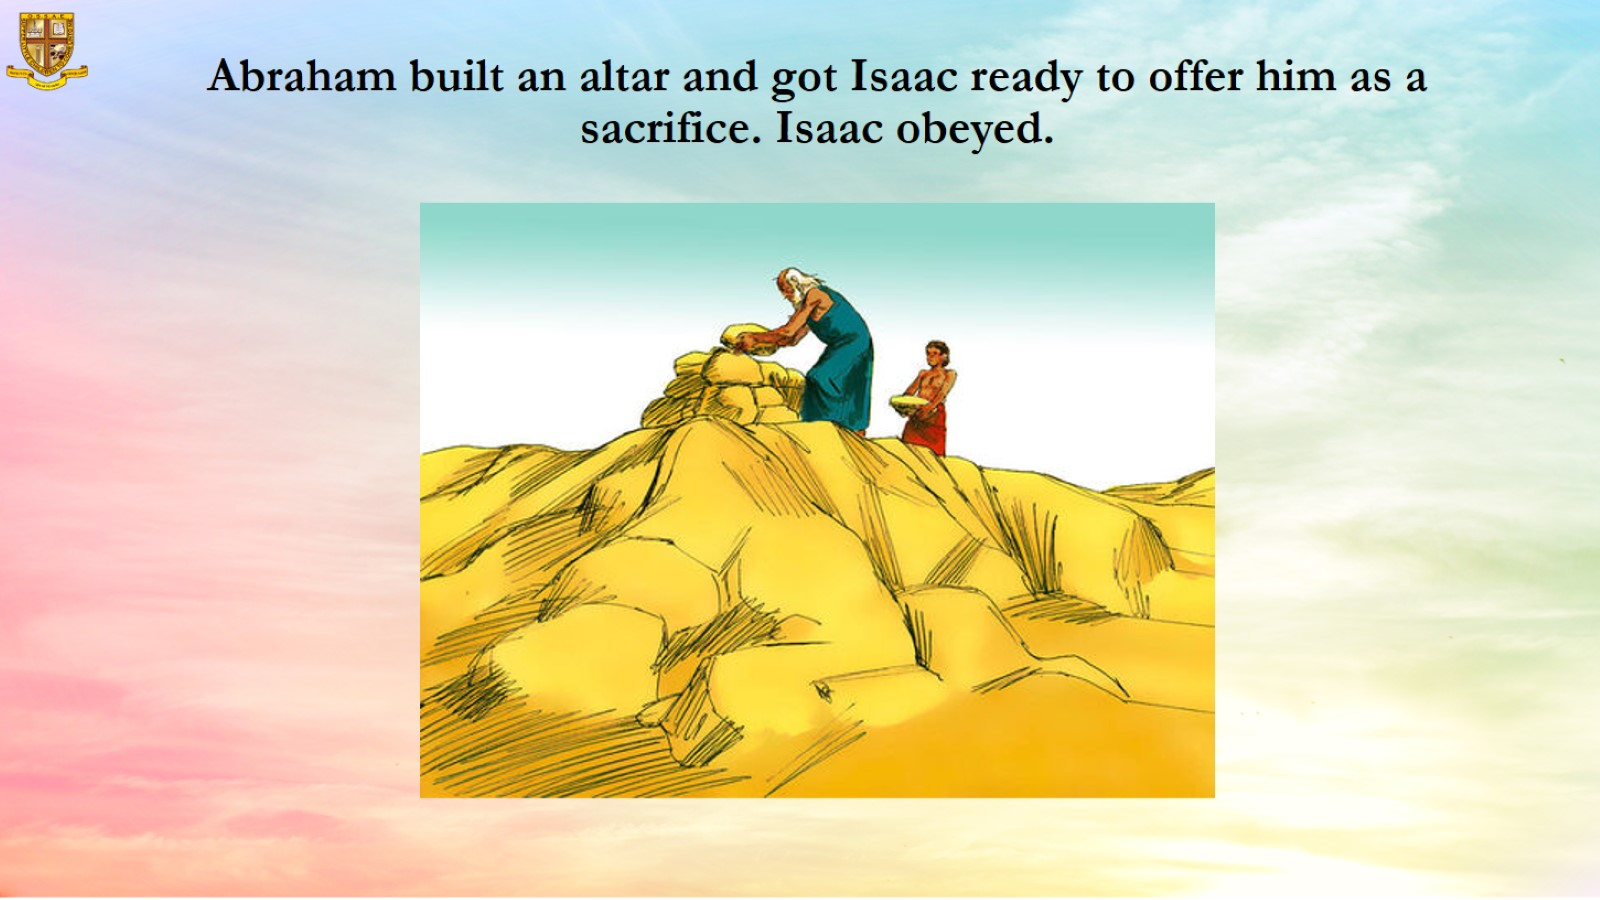 Abraham built an altar and got Isaac ready to offer him as a
sacrifice. Isaac obeyed.